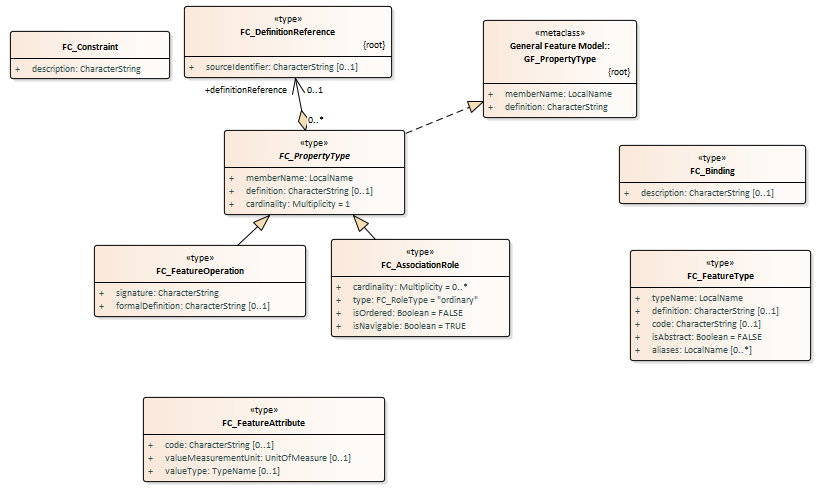 FC_Constraint
+ description: CharacterString
«type»
FC_DefinitionReference
{root}
+ sourceIdentifier: CharacterString [0..1]
«metaclass»
General Feature Model::
GF_PropertyType
{root}
+ memberName: LocalName
+ definition: CharacterString
+definitionReference
0..1
0..*
«type»
FC_PropertyType
+ memberName: LocalName
+ definition: CharacterString [0..1]
+ cardinality: Multiplicity = 1
«type»
FC_Binding
+ description: CharacterString [0..1]
«type»
FC_FeatureOperation
+ signature: CharacterString
+ formalDefinition: CharacterString [0..1]
«type»
FC_AssociationRole
+ cardinality: Multiplicity = 0..*
+ type: FC_RoleType = "ordinary"
+ isOrdered: Boolean = FALSE
+ isNavigable: Boolean = TRUE
«type»
FC_FeatureType
+ typeName: LocalName
+ definition: CharacterString [0..1]
+ code: CharacterString [0..1]
+ isAbstract: Boolean = FALSE
+ aliases: LocalName [0..*]
«type»
FC_FeatureAttribute
+ code: CharacterString [0..1]
+ valueMeasurementUnit: UnitOfMeasure [0..1]
+ valueType: TypeName [0..1]